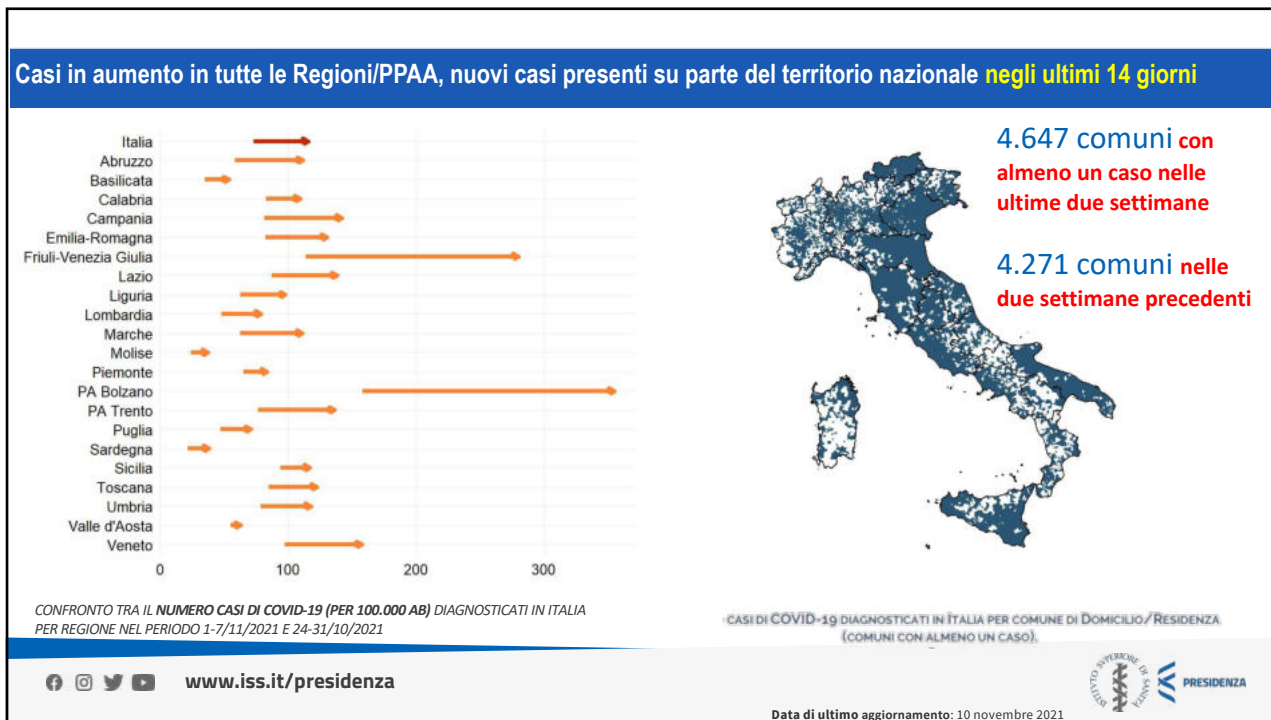 Casi in aumento in tutte le Regioni/PPAA, nuovi casi presenti su parte del territorio nazionale negli ultimi 14 giorni
Italia
Abruzzo
Basilicata
Calabria
Campania
Emilia-Romagna
Friuli-Venezia Giulia
Lazio
Liguria
Lombardia
Marche
Molise
Piemonte
PA Bolzano
PA Trento
Puglia
Sardegna
Sicilia
Toscana
Umbria
Valle d'Aosta
Veneto
0 100 200 300
CONFRONTO TRA IL NUMERO CASI DI COVID-19 (PER 100.000 AB) DIAGNOSTICATI IN ITALIA
PER REGIONE NEL PERIODO 1-7/11/2021 E 24-31/10/2021
4.647 comuni con
almeno un caso nelle
ultime due settimane
4.271 comuni nelle
due settimane precedenti
CASI DI COVID-19 DIAGNOSTICATI IN ITALIA PER COMUNE DI DOMICILIO/RESIDENZA
(COMUNI CON ALMENO UN CASO).
www.iss.it/presidenza
ISTITUTO SUPERIORE DI SANITÀ
PRESIDENZA
Data di ultimo aggiornamento: 10 novembre 2021